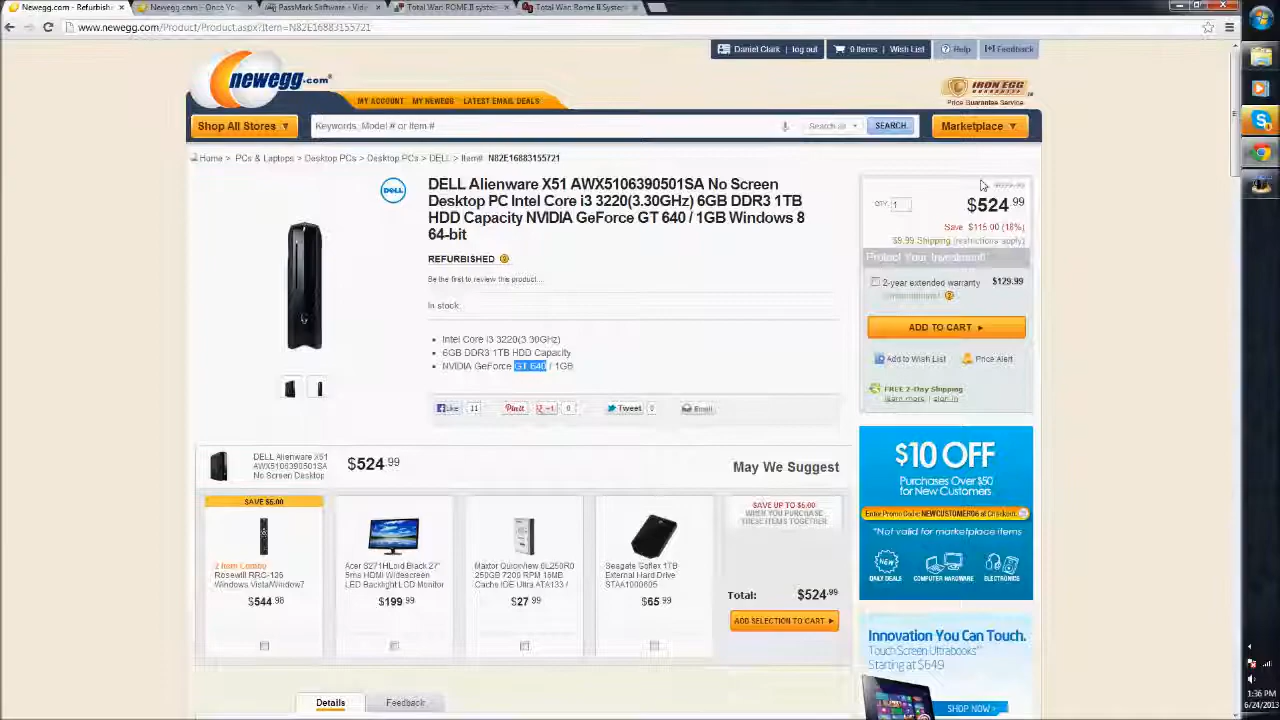 Newegg.com - Refurbish
Newegg.com - Once Yo
PassMark Software - Vide
Total War: ROME II syster
Total War: Rome II System
www.newegg.com/Product/Product.aspx?Item=N82E16883155721
Daniel Clark | log out
0 Items | Wish List
Help
[+] Feedback
newegg.com
MY ACCOUNT MY NEWEGG LATEST EMAIL DEALS
IRON EGG
GUARANTEE
Price Guarantee Service
Shop All Stores
Keywords, Model # or Item #
SEARCH
Marketplace
Home > PCs & Laptops > Desktop PCs > Desktop PCs > DELL > Item# N82E16883155721
DELL
DELL Alienware X51 AWX5106390501SA No Screen
Desktop PC Intel Core i3 3220(3.30GHz) 6GB DDR3 1TB
HDD Capacity NVIDIA GeForce GT 640 / 1GB Windows 8
64-bit
REFURBISHED
Be the first to review this product...
In stock.
Intel Core i3 3220(3.30GHz)
6GB DDR3 1TB HDD Capacity
NVIDIA GeForce GT 640 / 1GB
Like 11 Pinit +1 0 Tweet 0 Email
QTY: 1
$524.99
Save $115.00 (18%)
$9.99 Shipping (restrictions apply)
Protect Your Investment!
2-year extended warranty $129.99
ADD TO CART
Add to Wish List Price Alert
FREE 2-Day Shipping
learn more | sign-in
$10 OFF
Purchases Over $50
for New Customers
Enter Promo Code: NEWCUSTOMER06 at Checkout.
*Not valid for marketplace items
NEW
DAILY DEALS COMPUTER HARDWARE ELECTRONICS
DELL Alienware X51
AWX5106390501SA
No Screen Desktop
$524.99
May We Suggest
SAVE $5.00
2 Item Combo
Rosewill RRC-126
Windows Vista/Window7
$544.98
Acer S271HLbid Black 27"
5ms HDMI Widescreen
LED Backlight LCD Monitor
$199.99
Maxtor QuickView 6L250R0
250GB 7200 RPM 16MB
Cache IDE Ultra ATA133 /
$27.99
Seagate Goflex 1TB
External Hard Drive
STAA1000605
$65.99
SAVE UP TO $5.00
WHEN YOU PURCHASE
THESE ITEMS TOGETHER
Total: $524.99
ADD SELECTION TO CART
Innovation You Can Touch.
Touch Screen Ultrabooks
Starting at $649
SHOP NOW
Details
Feedback
1:36 PM
6/24/2013